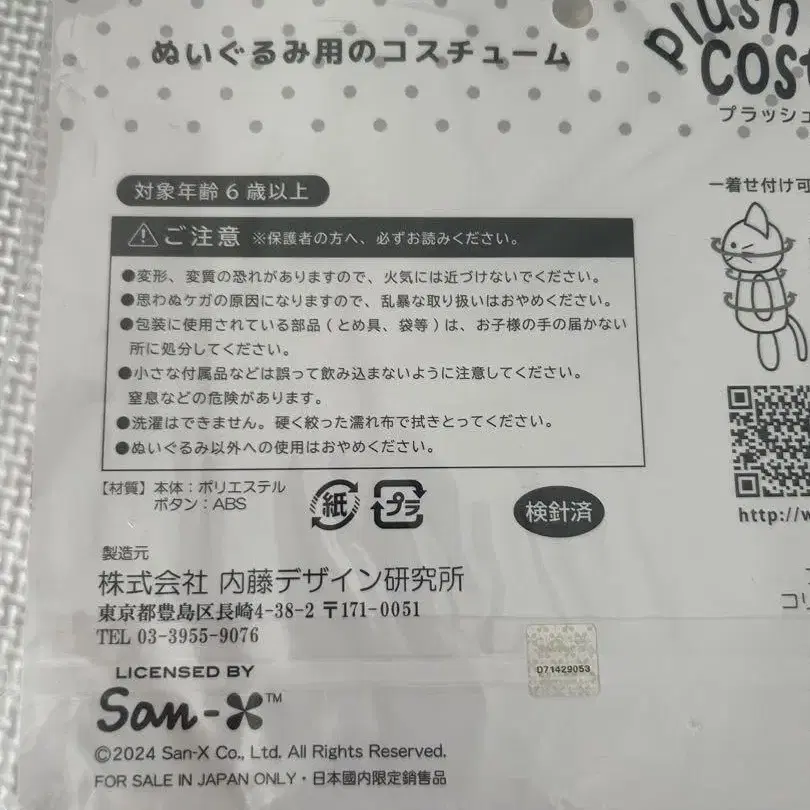 ぬいぐるみ用のコスチューム
plush
cost
プラッシュ
対象年齢6歳以上
一着せ付け可
ご注意 ※保護者の方へ、必ずお読みください。
●変形、変質の恐れがありますので、火気には近づけないでください。
●思わぬケガの原因になりますので、乱暴な取り扱いはおやめください。
●包装に使用されている部品(とめ具、袋等)は、お子様の手の届かない
所に処分してください。
●小さな付属品などは誤って飲み込まないように注意してください。
窒息などの危険があります。
●洗濯はできません。硬く絞った濡れ布で拭きとってください。
●ぬいぐるみ以外への使用はおやめください。
【材質】本体:ポリエステル
ボタン:ABS
紙
プラ
検針済
http://w
製造元
株式会社 内藤デザイン研究所
東京都豊島区長崎4-38-2 〒171-0051
TEL 03-3955-9076
コリ
D71429053
LICENSED BY
San-X™
©2024 San-X Co., Ltd. All Rights Reserved.
FOR SALE IN JAPAN ONLY・日本國内限定銷售品